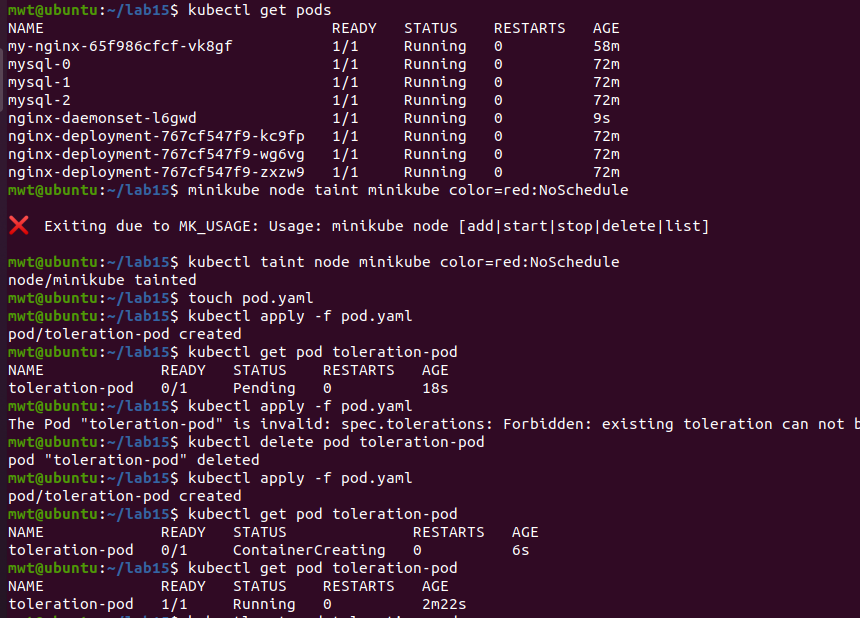 mwt@ubuntu:~/lab15$ kubectl get pods
NAME READY STATUS RESTARTS AGE
my-nginx-65f986cfcf-vk8gf 1/1 Running 0 58m
mysql-0 1/1 Running 0 72m
mysql-1 1/1 Running 0 72m
mysql-2 1/1 Running 0 72m
nginx-daemonset-l6gwd 1/1 Running 0 9s
nginx-deployment-767cf547f9-kc9fp 1/1 Running 0 72m
nginx-deployment-767cf547f9-wg6vg 1/1 Running 0 72m
nginx-deployment-767cf547f9-zxzw9 1/1 Running 0 72m
mwt@ubuntu:~/lab15$ minikube node taint minikube color=red:NoSchedule
❌ Exiting due to MK_USAGE: Usage: minikube node [add|start|stop|delete|list]
mwt@ubuntu:~/lab15$ kubectl taint node minikube color=red:NoSchedule
node/minikube tainted
mwt@ubuntu:~/lab15$ touch pod.yaml
mwt@ubuntu:~/lab15$ kubectl apply -f pod.yaml
pod/toleration-pod created
mwt@ubuntu:~/lab15$ kubectl get pod toleration-pod
NAME READY STATUS RESTARTS AGE
toleration-pod 0/1 Pending 0 18s
mwt@ubuntu:~/lab15$ kubectl apply -f pod.yaml
The Pod "toleration-pod" is invalid: spec.tolerations: Forbidden: existing toleration can not b
mwt@ubuntu:~/lab15$ kubectl delete pod toleration-pod
pod "toleration-pod" deleted
mwt@ubuntu:~/lab15$ kubectl apply -f pod.yaml
pod/toleration-pod created
mwt@ubuntu:~/lab15$ kubectl get pod toleration-pod
NAME READY STATUS RESTARTS AGE
toleration-pod 0/1 ContainerCreating 0 6s
mwt@ubuntu:~/lab15$ kubectl get pod toleration-pod
NAME READY STATUS RESTARTS AGE
toleration-pod 1/1 Running 0 2m22s